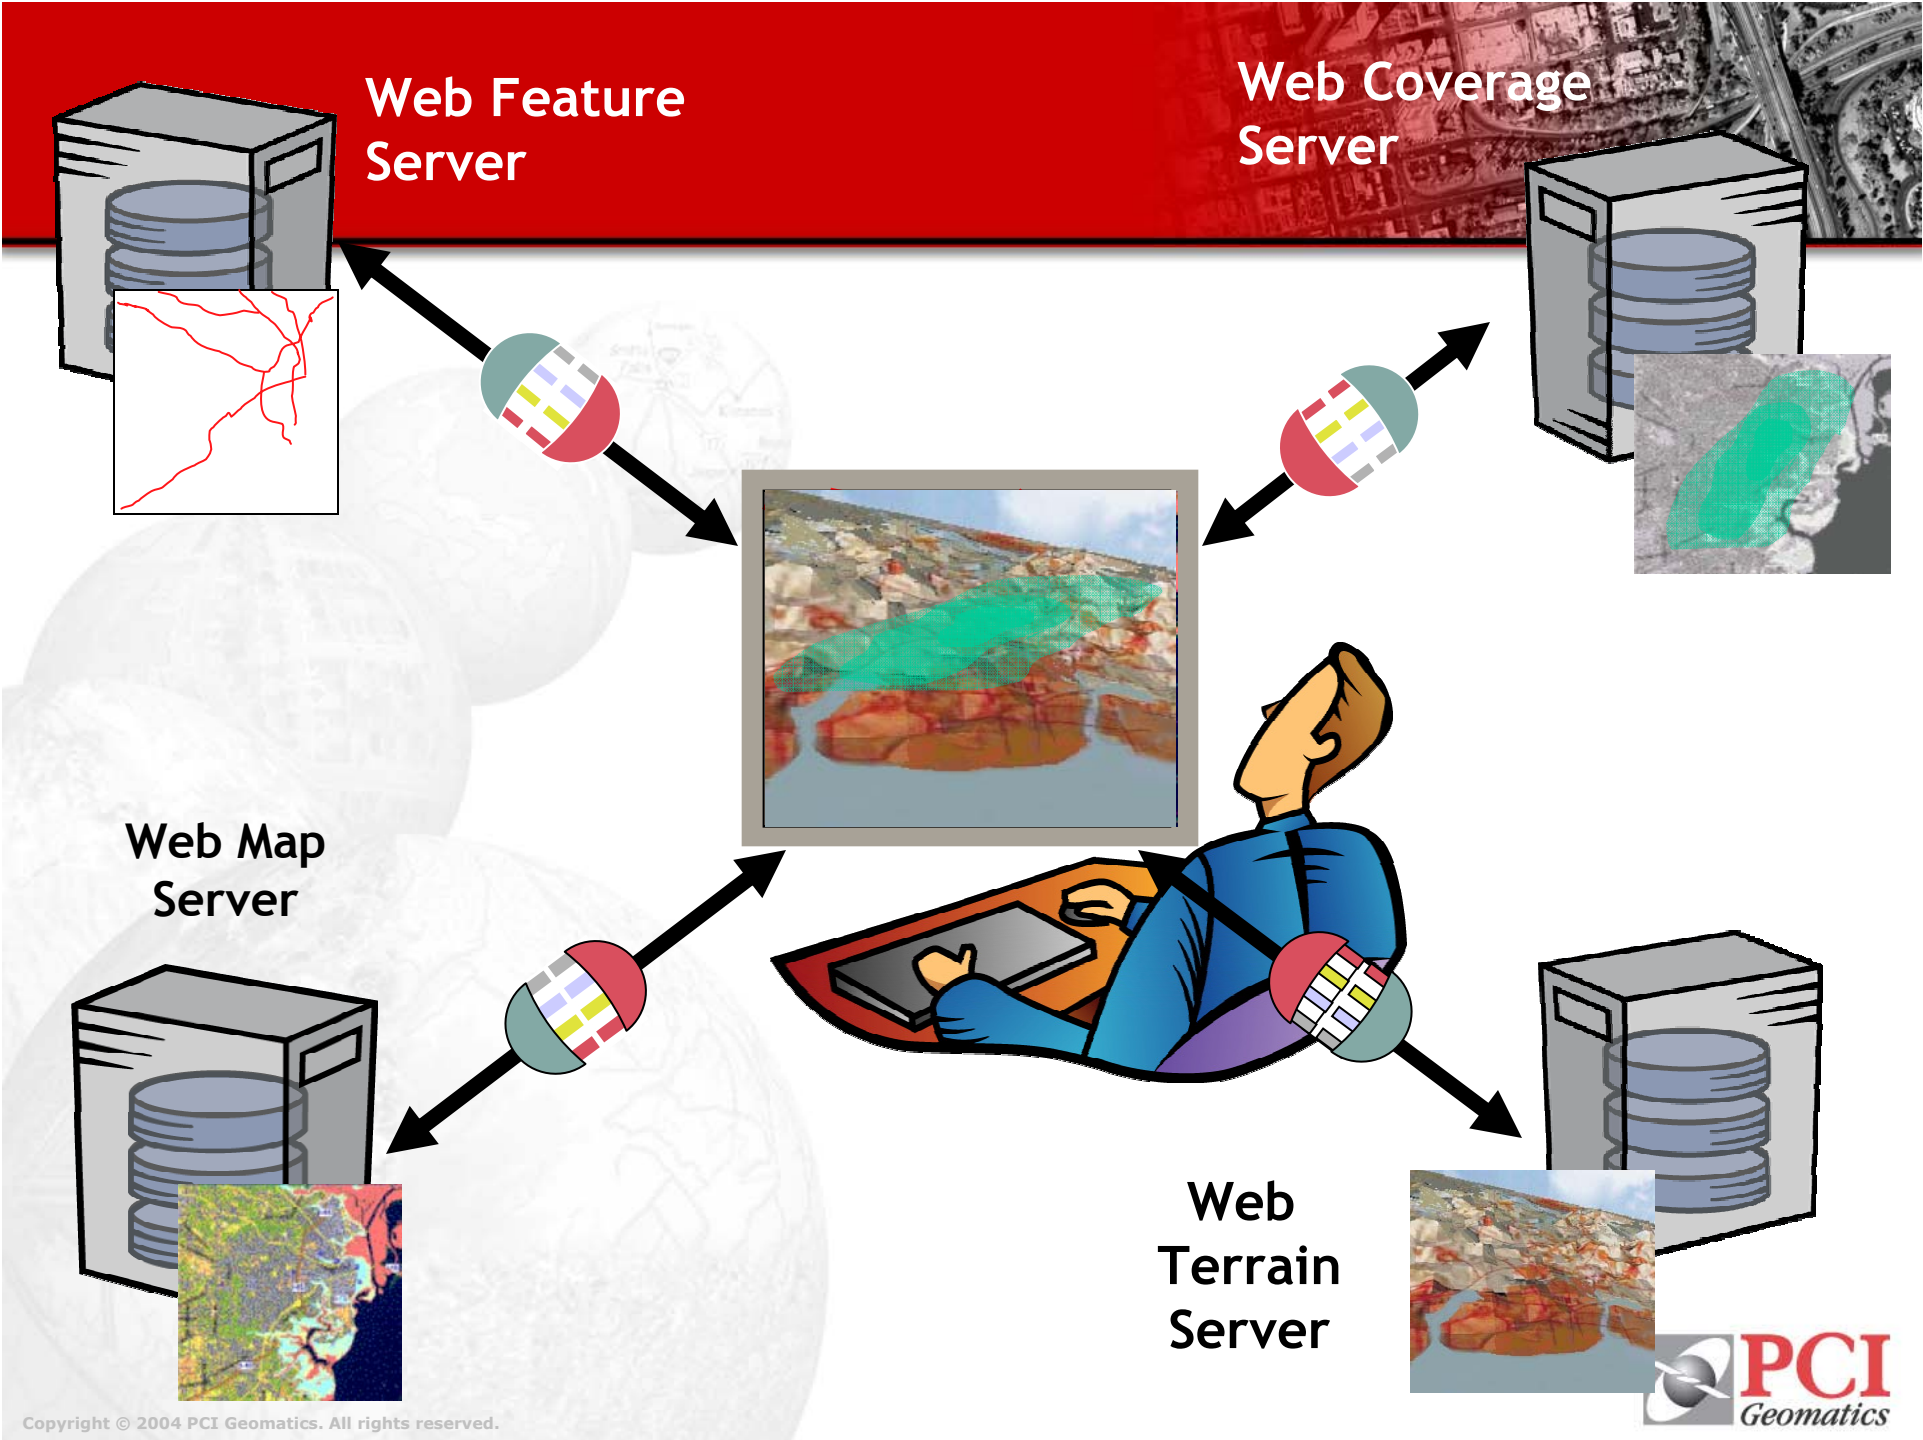 Web Feature
Server
Web Coverage
Server
Web Map
Server
Web
Terrain
Server
PCI
Geomatics
Copyright © 2004 PCI Geomatics. All rights reserved.